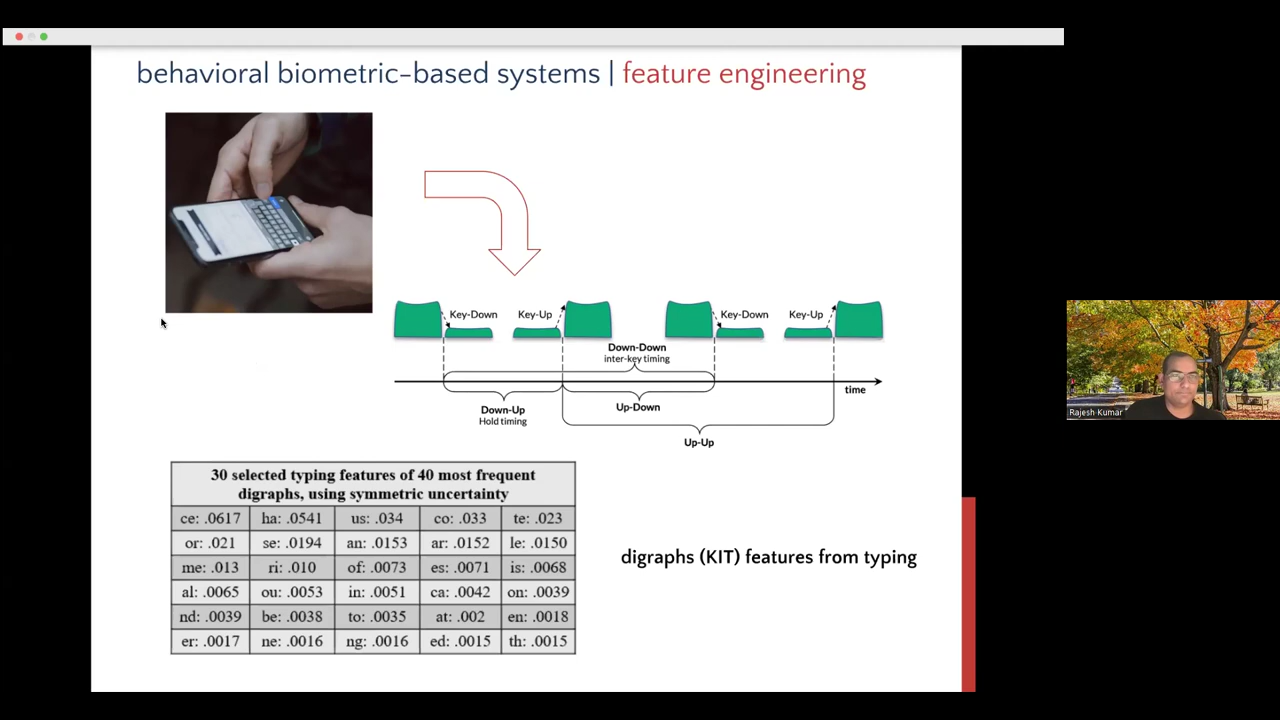 behavioral biometric-based systems | feature engineering
Key-Down
Key-Up
Key-Down
Key-Up
Down-Down
inter-key timing
time
Down-Up
Hold timing
Up-Down
Up-Up
30 selected typing features of 40 most frequent
digraphs, using symmetric uncertainty
ce: .0617 ha: .0541 us: .034 co: .033 te: .023
or: .021 se: .0194 an: .0153 ar: .0152 le: .0150
me: .013 ri: .010 of: .0073 es: .0071 is: .0068
al: .0065 ou: .0053 in: .0051 ca: .0042 on: .0039
nd: .0039 be: .0038 to: .0035 at: .002 en: .0018
er: .0017 ne: .0016 ng: .0016 ed: .0015 th: .0015
digraphs (KIT) features from typing
Rajesh Kumar